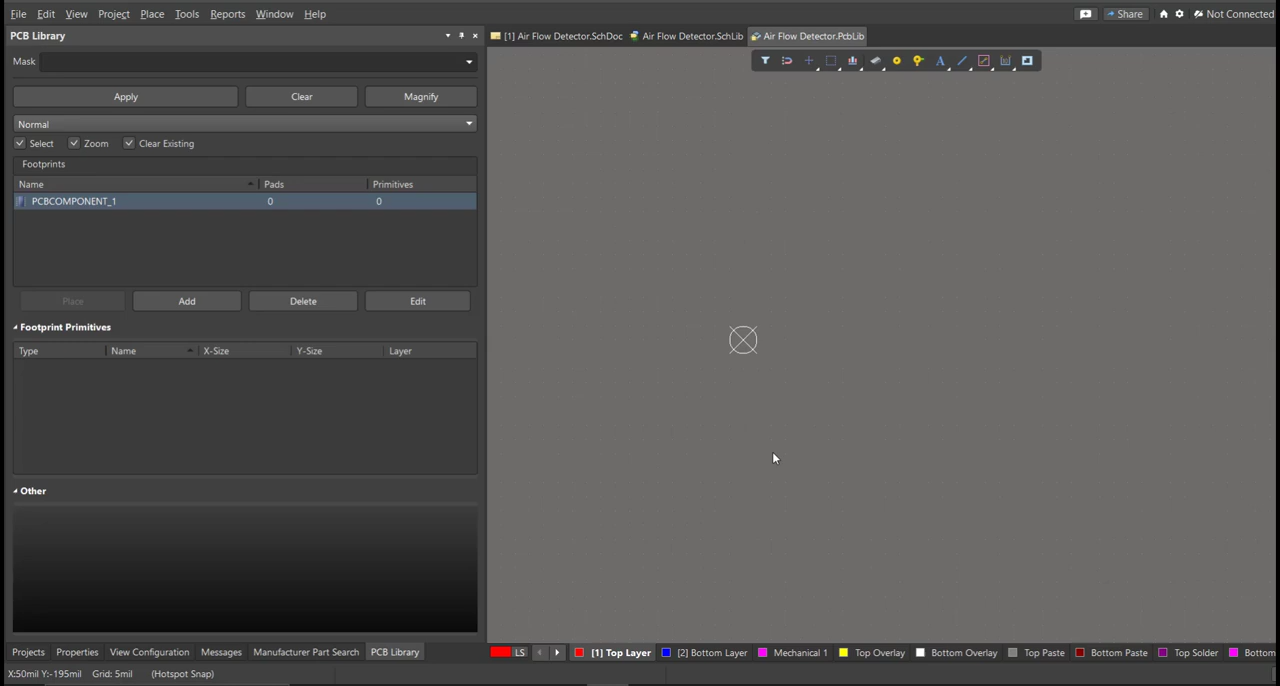 File Edit View Project Place Tools Reports Window Help Share Not Connected
PCB Library [1] Air Flow Detector.SchDoc Air Flow Detector.SchLib Air Flow Detector.PcbLib
Mask
Apply Clear Magnify
Normal
Select Zoom Clear Existing
Footprints
Name Pads Primitives
PCBCOMPONENT_1 0 0
Place Add Delete Edit
Footprint Primitives
Type Name X-Size Y-Size Layer
Other
Projects Properties View Configuration Messages Manufacturer Part Search PCB Library LS [1] Top Layer [2] Bottom Layer Mechanical 1 Top Overlay Bottom Overlay Top Paste Bottom Paste Top Solder Bottom
X:50mil Y:-195mil Grid: 5mil (Hotspot Snap)